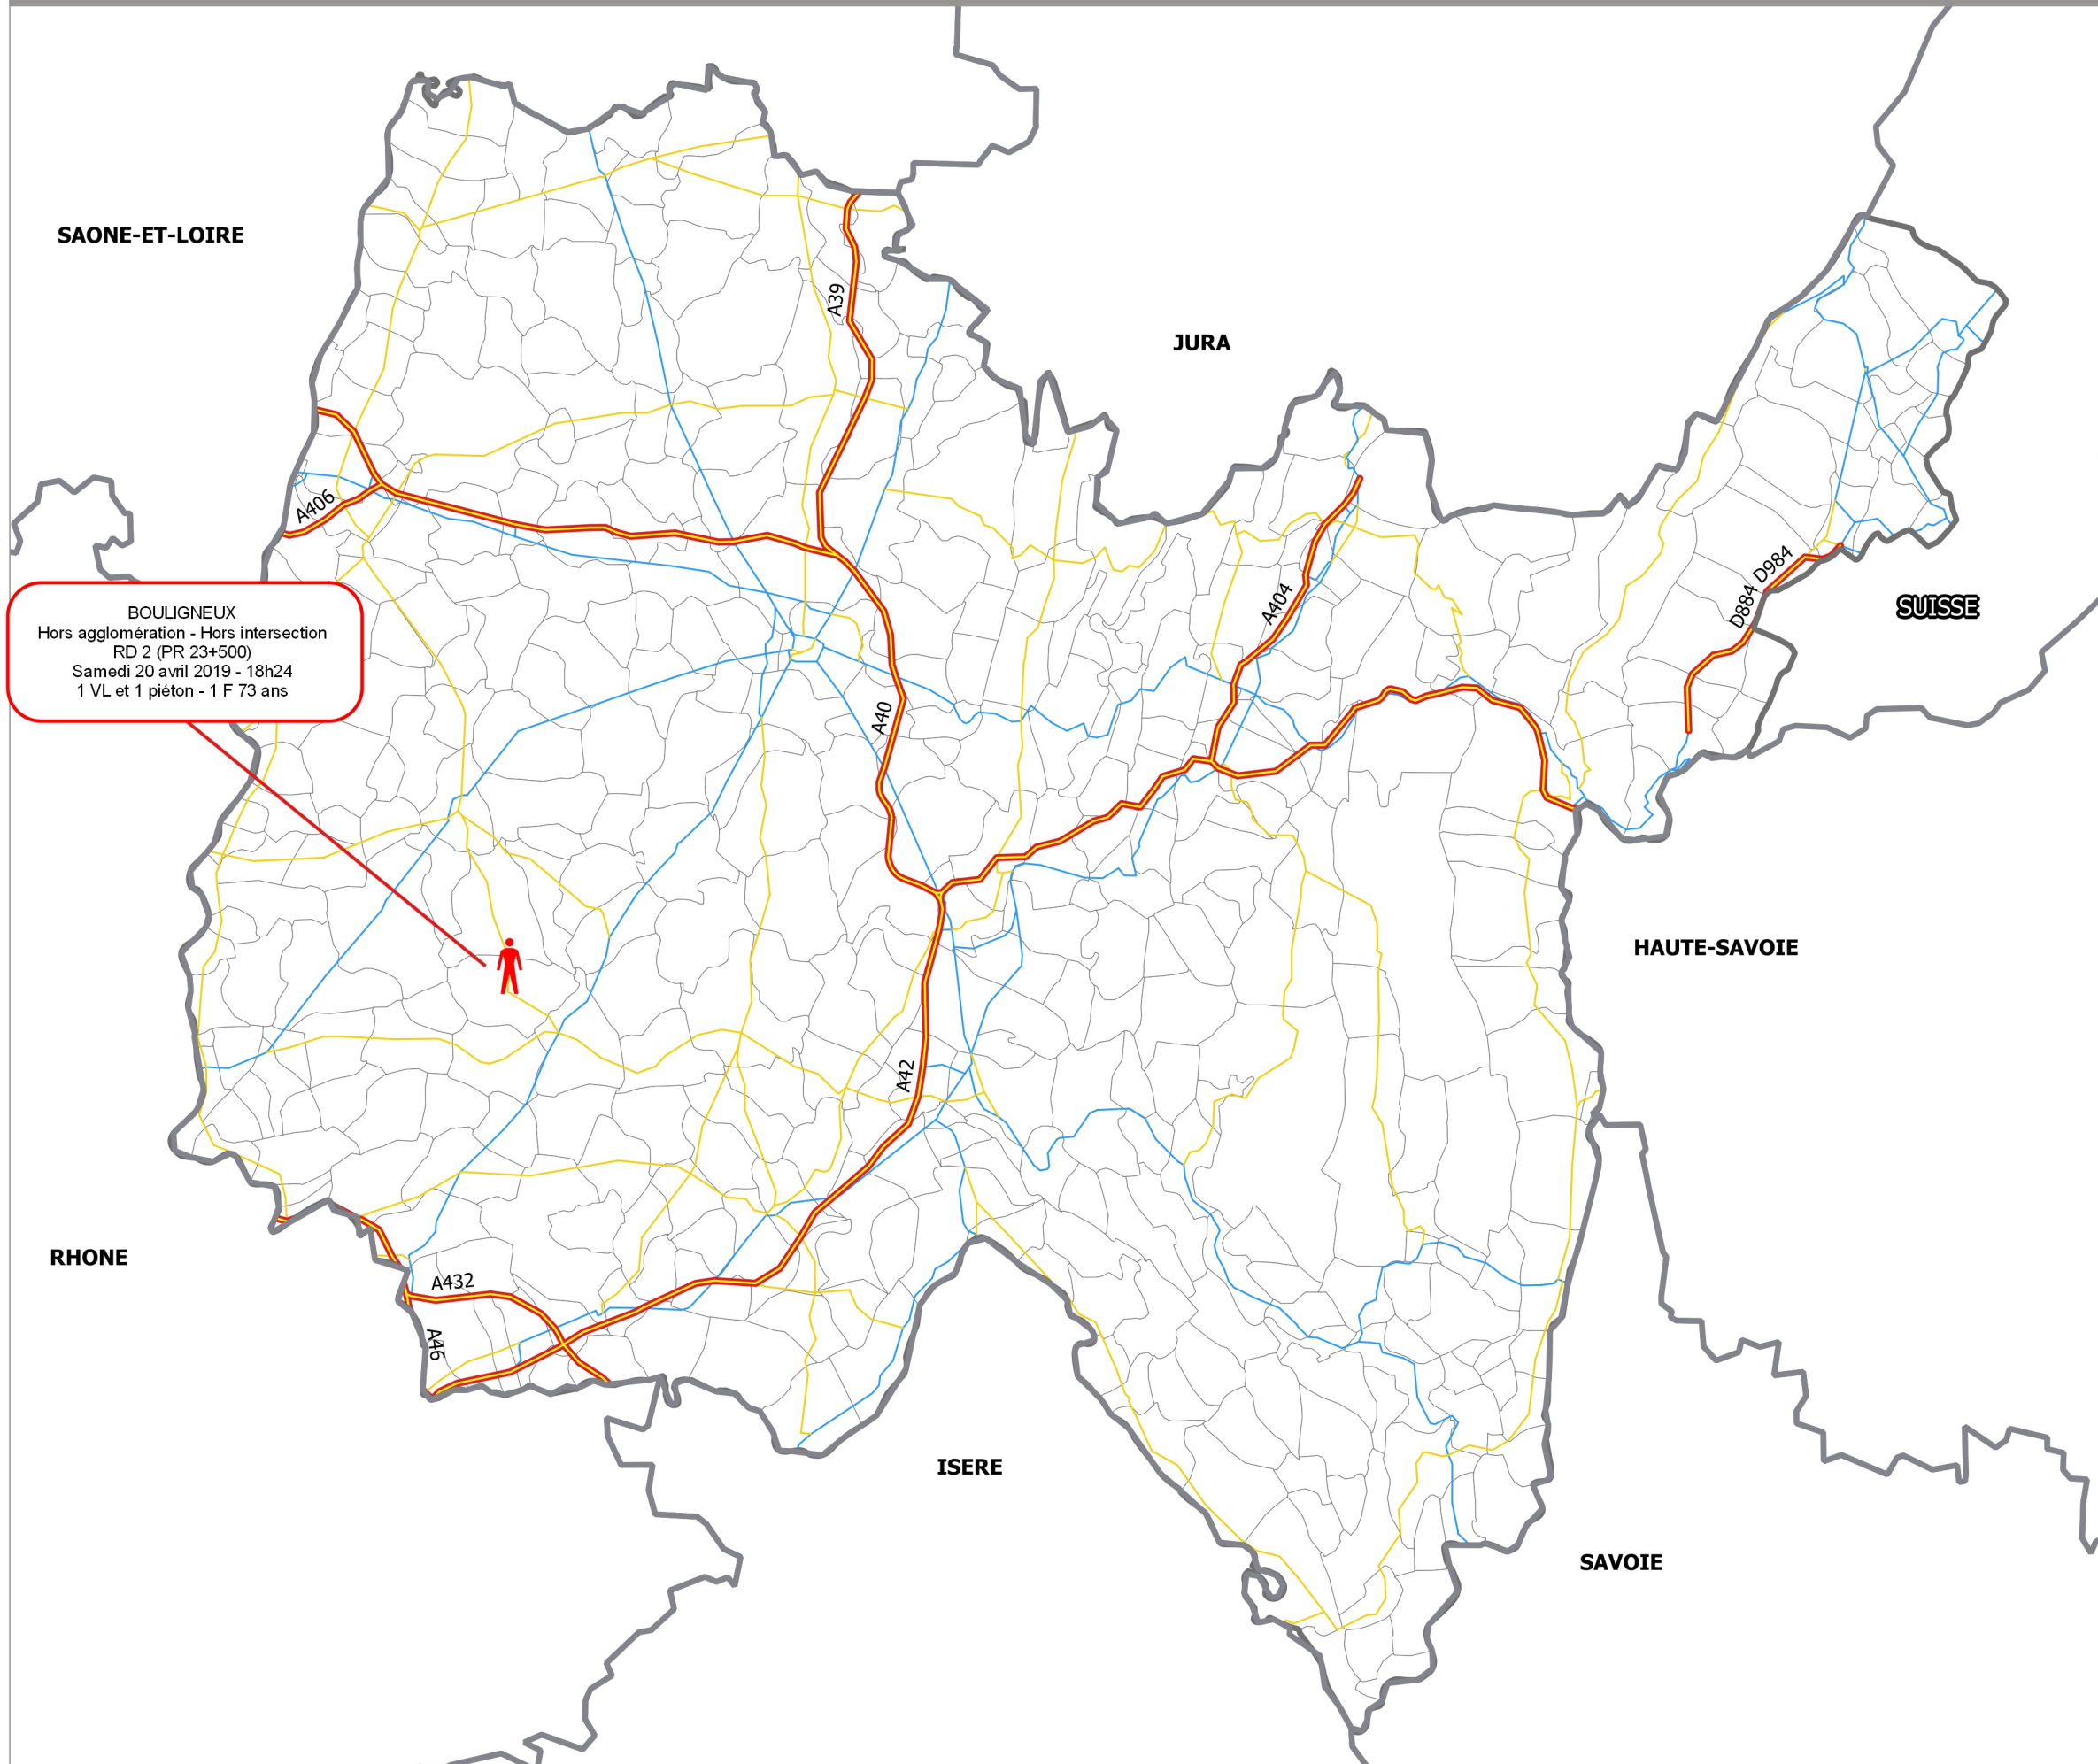 SAONE-ET-LOIRE
JURA
A39
A406
BOULIGNEUX
Hors agglomération - Hors intersection
RD 2 (PR 23+500)
Samedi 20 avril 2019 - 18h24
1 VL et 1 piéton - 1 F 73 ans
A404
D884
D984
SUISSE
A40
HAUTE-SAVOIE
A42
RHONE
A432
A46
ISERE
SAVOIE